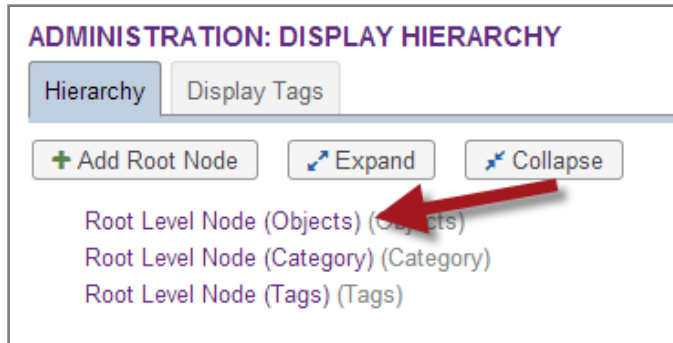 ADMINISTRATION: DISPLAY HIERARCHY
Hierarchy Display Tags
Add Root Node Expand Collapse
Root Level Node (Objects) (Objects)
Root Level Node (Category) (Category)
Root Level Node (Tags) (Tags)